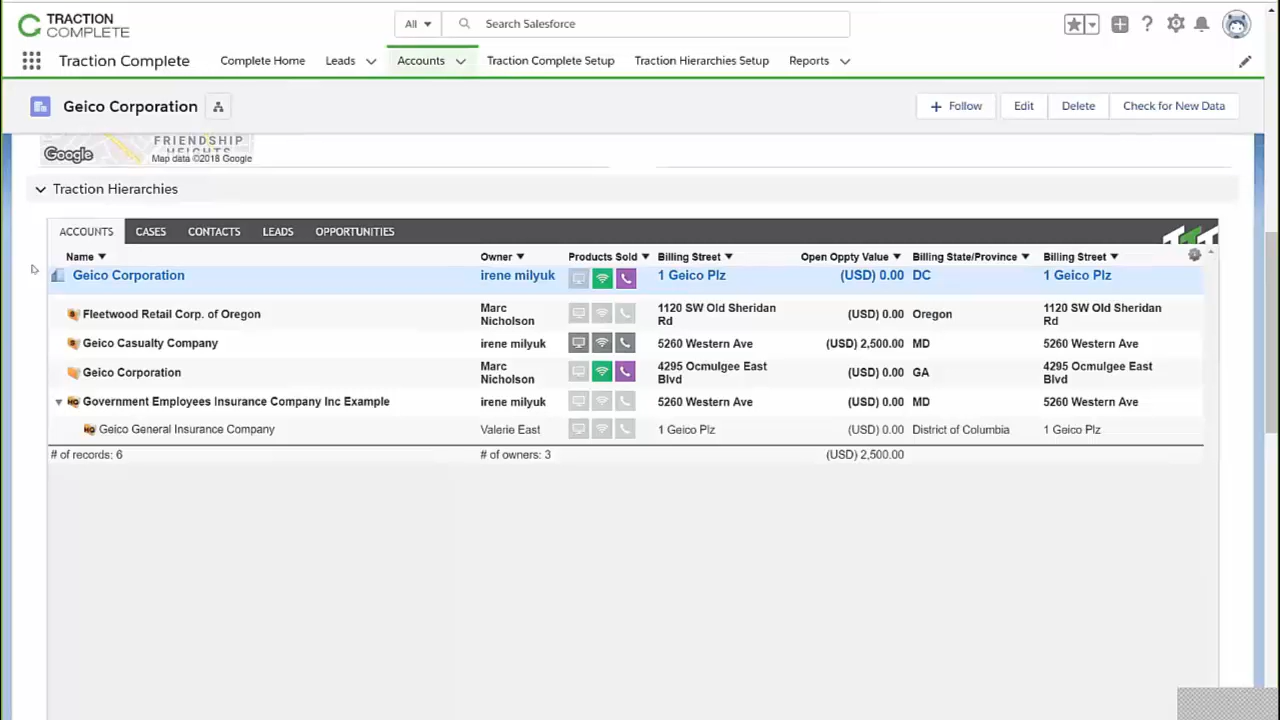 TRACTION
COMPLETE
All
Search Salesforce
Traction Complete
Complete Home
Leads
Accounts
Traction Complete Setup
Traction Hierarchies Setup
Reports
Geico Corporation
Follow
Edit
Delete
Check for New Data
FRIENDSHIP
HEIGHTS
Google
Map data ©2018 Google
Traction Hierarchies
ACCOUNTS CASES CONTACTS LEADS OPPORTUNITIES
Name Owner Products Sold Billing Street Open Oppty Value Billing State/Province Billing Street
Geico Corporation irene milyuk 1 Geico Plz (USD) 0.00 DC 1 Geico Plz
Fleetwood Retail Corp. of Oregon Marc Nicholson 1120 SW Old Sheridan Rd (USD) 0.00 Oregon 1120 SW Old Sheridan Rd
Geico Casualty Company irene milyuk 5260 Western Ave (USD) 2,500.00 MD 5260 Western Ave
Geico Corporation Marc Nicholson 4295 Ocmulgee East Blvd (USD) 0.00 GA 4295 Ocmulgee East Blvd
HQ Government Employees Insurance Company Inc Example irene milyuk 5260 Western Ave (USD) 0.00 MD 5260 Western Ave
HQ Geico General Insurance Company Valerie East 1 Geico Plz (USD) 0.00 District of Columbia 1 Geico Plz
# of records: 6 # of owners: 3 (USD) 2,500.00